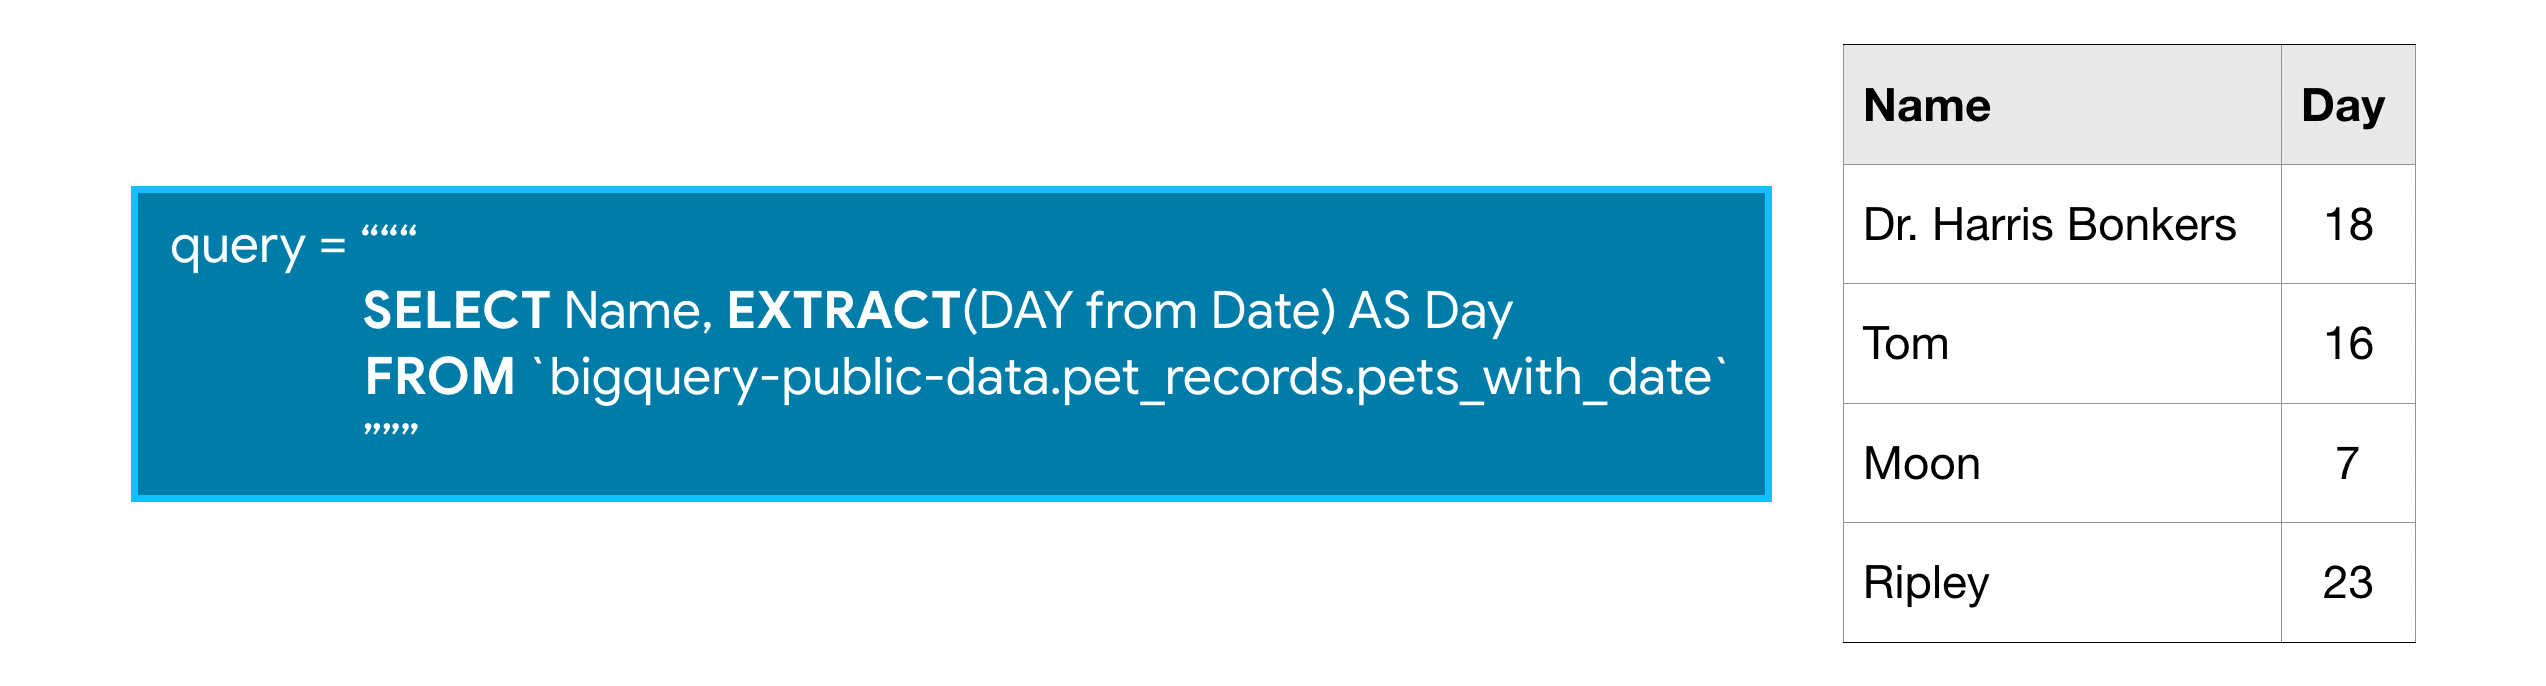 query = “““
SELECT Name, EXTRACT(DAY from Date) AS Day
FROM `bigquery-public-data.pet_records.pets_with_date`
”””
Name Day
Dr. Harris Bonkers 18
Tom 16
Moon 7
Ripley 23